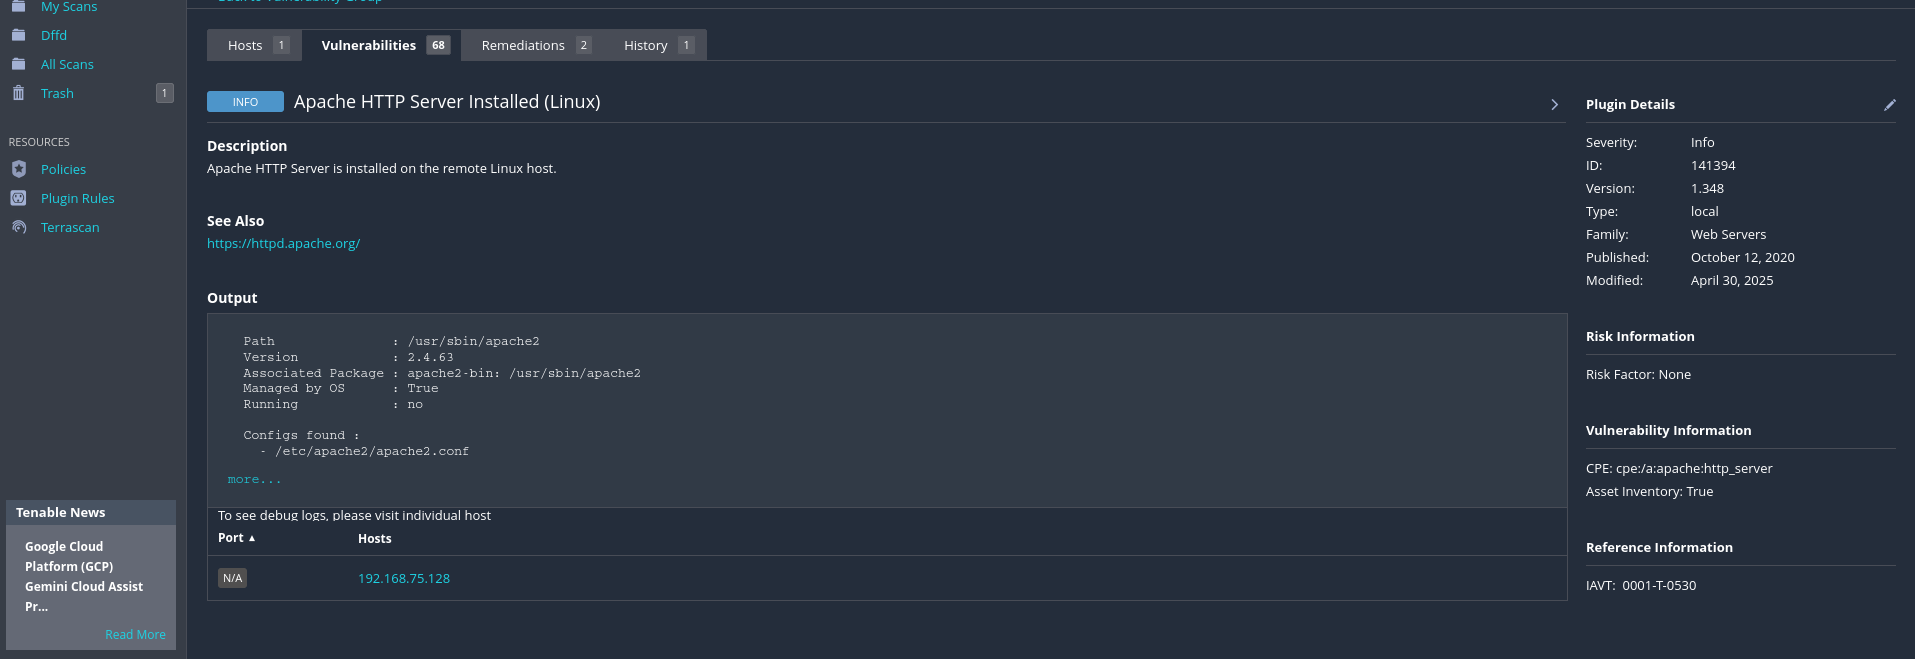 My Scans
Dffd
All Scans
Trash 1
RESOURCES
Policies
Plugin Rules
Terrascan
Tenable News
Google Cloud
Platform (GCP)
Gemini Cloud Assist
Pr...
Read More
Back to Vulnerability Group
Hosts 1 Vulnerabilities 68 Remediations 2 History 1
INFO Apache HTTP Server Installed (Linux)
Description
Apache HTTP Server is installed on the remote Linux host.
See Also
https://httpd.apache.org/
Output
Path : /usr/sbin/apache2
Version : 2.4.63
Associated Package : apache2-bin: /usr/sbin/apache2
Managed by OS : True
Running : no
Configs found :
- /etc/apache2/apache2.conf
more...
To see debug logs, please visit individual host
Port ▲ Hosts
N/A 192.168.75.128
Plugin Details
Severity: Info
ID: 141394
Version: 1.348
Type: local
Family: Web Servers
Published: October 12, 2020
Modified: April 30, 2025
Risk Information
Risk Factor: None
Vulnerability Information
CPE: cpe:/a:apache:http_server
Asset Inventory: True
Reference Information
IAVT: 0001-T-0530